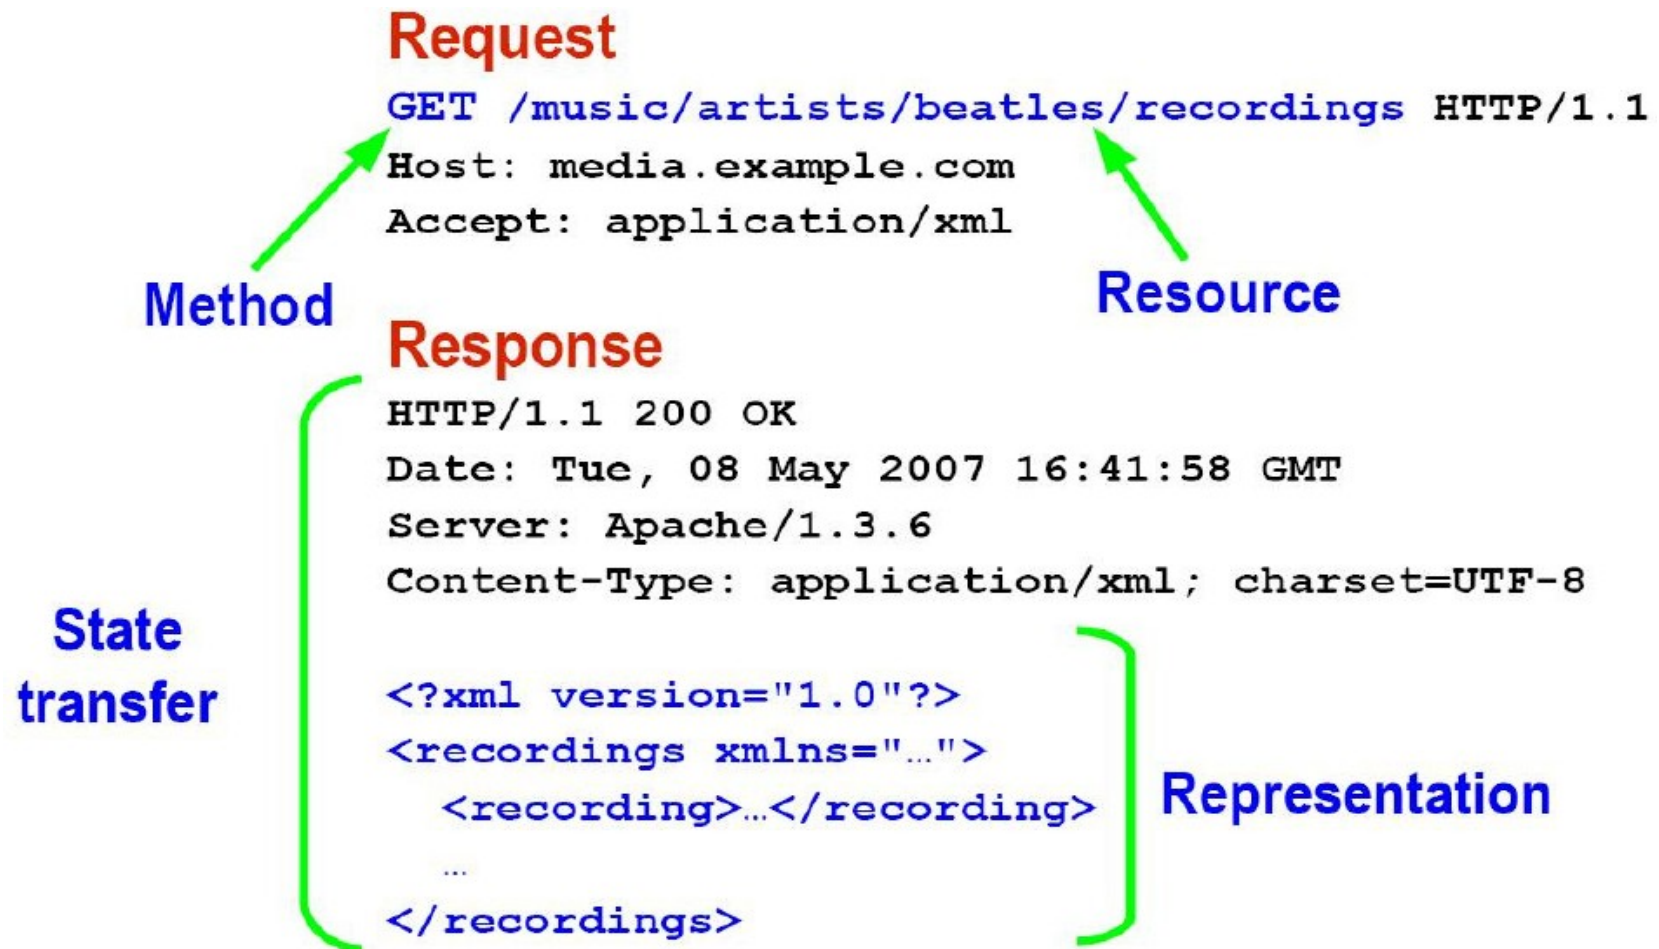 Request
GET /music/artists/beatles/recordings HTTP/1.1
Host: media.example.com
Accept: application/xml
Method
Resource
Response
HTTP/1.1 200 OK
Date: Tue, 08 May 2007 16:41:58 GMT
Server: Apache/1.3.6
Content-Type: application/xml; charset=UTF-8
State
transfer
<?xml version="1.0"?>
<recordings xmlns="…">
<recording>…</recording>
…
</recordings>
Representation